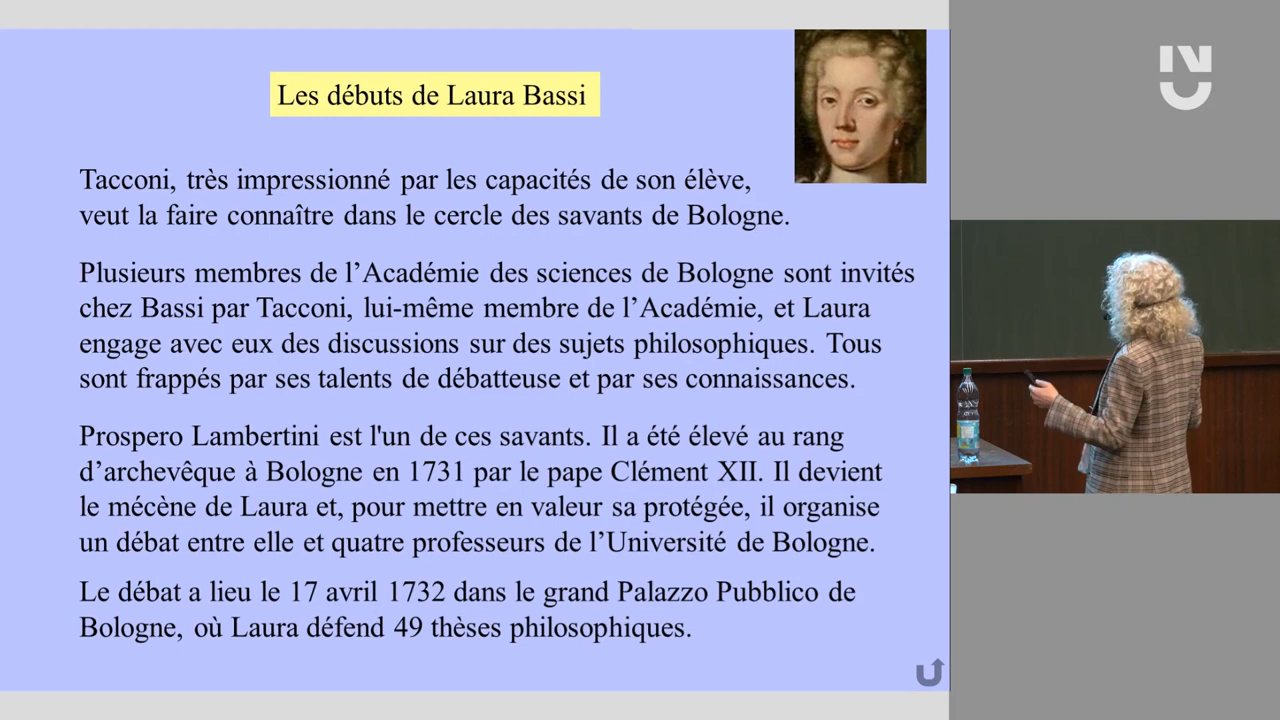 Les débuts de Laura Bassi
Tacconi, très impressionné par les capacités de son élève,
veut la faire connaître dans le cercle des savants de Bologne.
Plusieurs membres de l’Académie des sciences de Bologne sont invités
chez Bassi par Tacconi, lui-même membre de l’Académie, et Laura
engage avec eux des discussions sur des sujets philosophiques. Tous
sont frappés par ses talents de débatteuse et par ses connaissances.
Prospero Lambertini est l'un de ces savants. Il a été élevé au rang
d’archevêque à Bologne en 1731 par le pape Clément XII. Il devient
le mécène de Laura et, pour mettre en valeur sa protégée, il organise
un débat entre elle et quatre professeurs de l’Université de Bologne.
Le débat a lieu le 17 avril 1732 dans le grand Palazzo Pubblico de
Bologne, où Laura défend 49 thèses philosophiques.